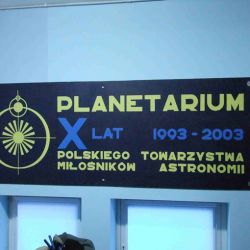 PLANETARIUM
X LAT 1993-2003
POLSKIEGO TOWARZYSTWA
MIŁOŚNIKÓW ASTRONOMII